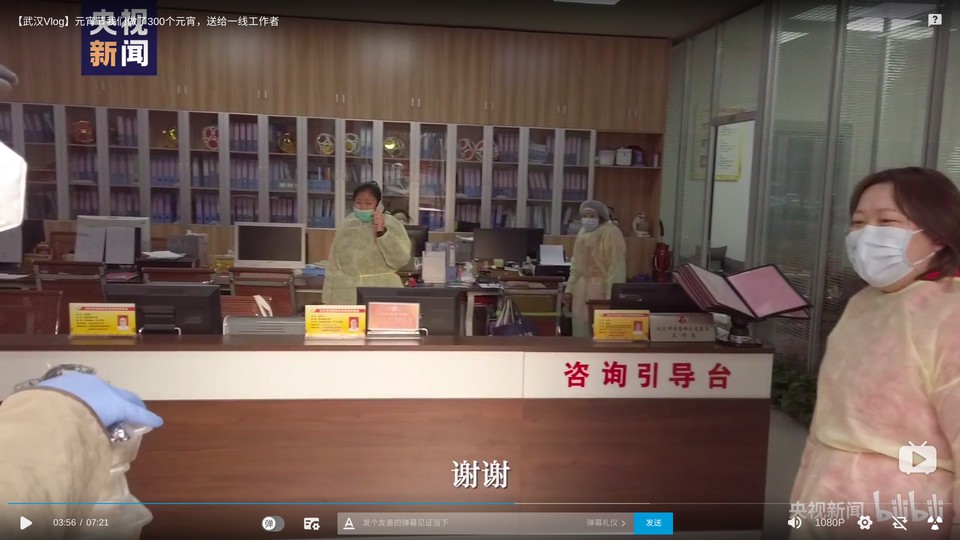 【武汉Vlog】元宵节我们做了300个元宵，送给一线工作者
央视
新闻
咨询引导台
谢谢
央视新闻 bilibili
03:56 / 07:21
弹
A
发个友善的弹幕见证当下
弹幕礼仪 >
发送
1080P